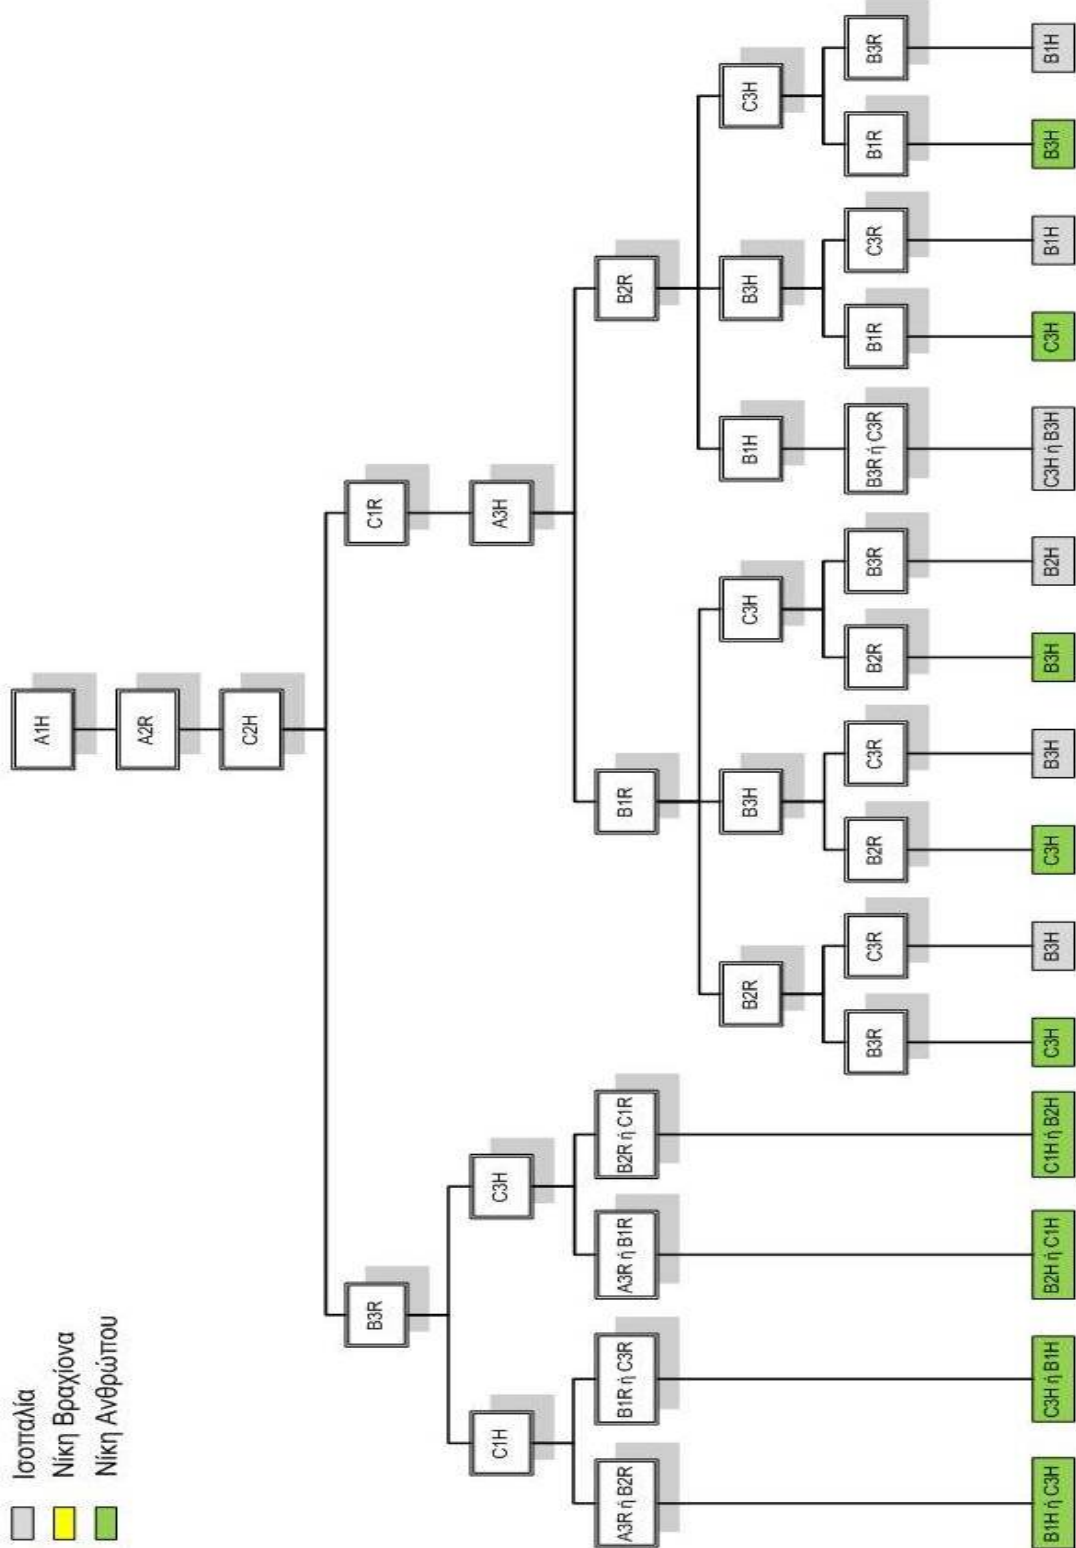 Ισοπαλία
Νίκη Βραχίονα
Νίκη Ανθρώπου
A1H
A2R
C2H
B3R
C1R
C1H
C3H
A3H
A3R ή B2R
B1R ή C3R
A3R ή B1R
B2R ή C1R
B1R
B2R
B2R
B3H
C3H
B1H
B3H
C3H
B3R
C3R
B2R
C3R
B2R
B3R
B3R ή C3R
B1R
C3R
B1R
B3R
B1H ή C3H
C3H ή B1H
B2H ή C1H
C1H ή B2H
C3H
B3H
C3H
B3H
B3H
B2H
C3H ή B3H
C3H
B1H
B3H
B1H